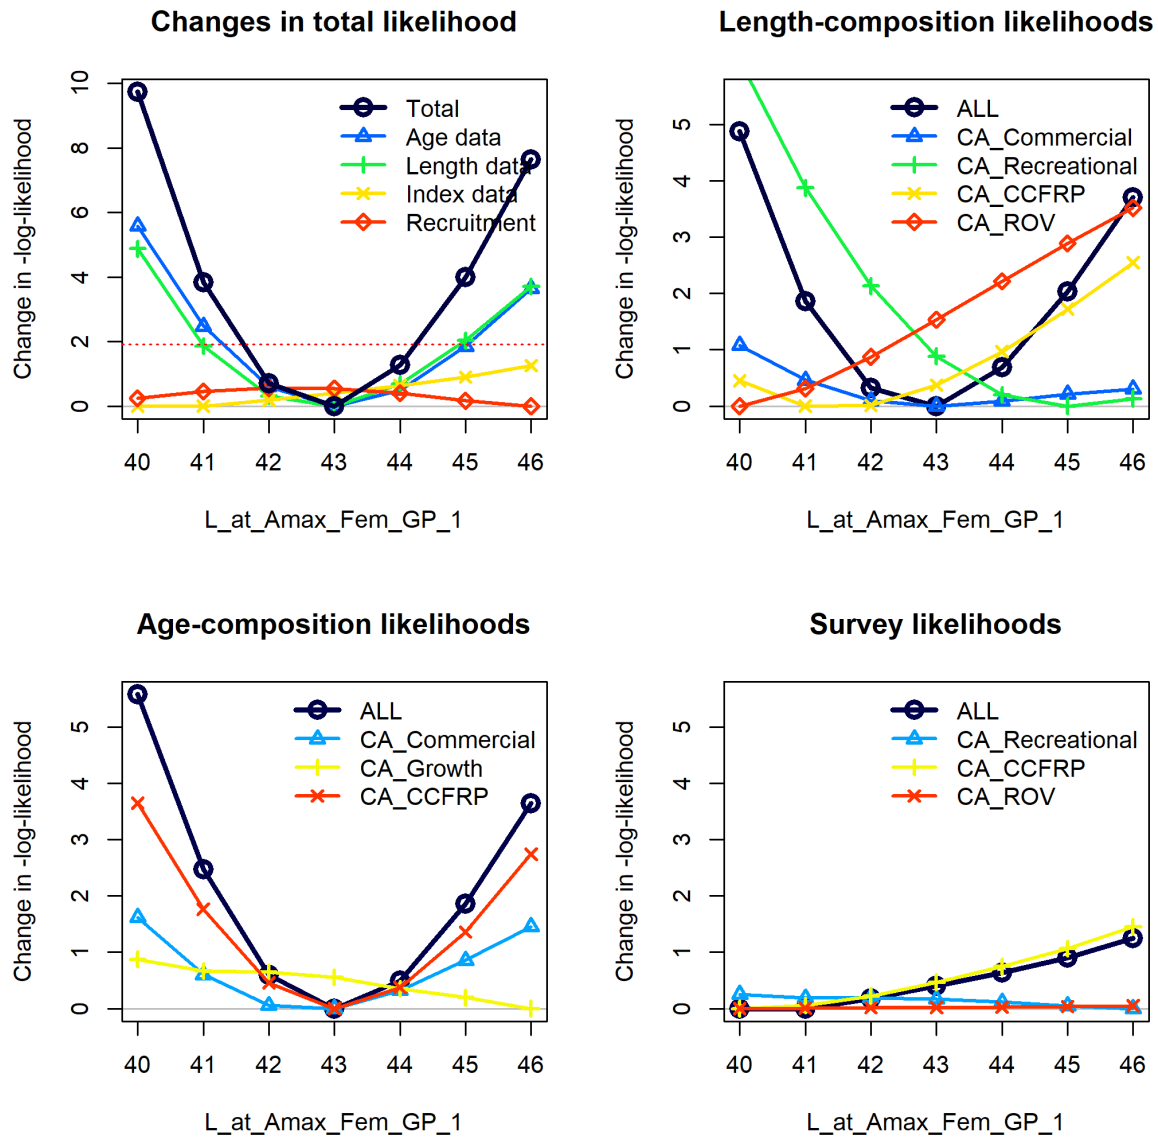 Changes in total likelihood
Change in -log-likelihood
10
8
6
4
2
0
Total
Age data
Length data
Index data
Recruitment
40 41 42 43 44 45 46
L_at_Amax_Fem_GP_1
Length-composition likelihoods
Change in -log-likelihood
5
4
3
2
1
0
ALL
CA_Commercial
CA_Recreational
CA_CCFRP
CA_ROV
40 41 42 43 44 45 46
L_at_Amax_Fem_GP_1
Age-composition likelihoods
Change in -log-likelihood
5
4
3
2
1
0
ALL
CA_Commercial
CA_Growth
CA_CCFRP
40 41 42 43 44 45 46
L_at_Amax_Fem_GP_1
Survey likelihoods
Change in -log-likelihood
5
4
3
2
1
0
ALL
CA_Recreational
CA_CCFRP
CA_ROV
40 41 42 43 44 45 46
L_at_Amax_Fem_GP_1